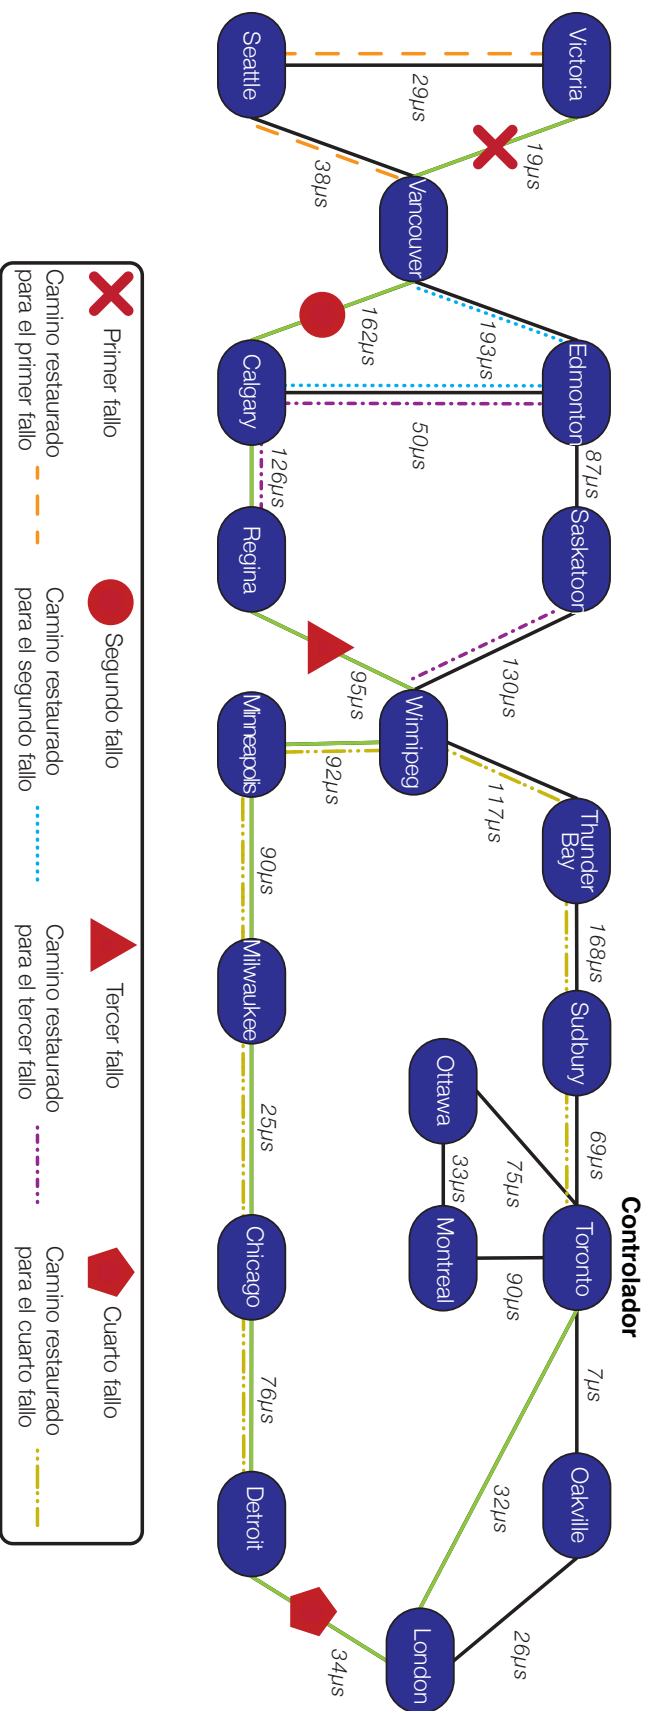 Controlador
Victoria
Edmonton
Saskatoon
Thunder
Bay
Sudbury
Toronto
Oakville
19µs
87µs
168µs
69µs
7µs
29µs
193µs
50µs
130µs
117µs
75µs
90µs
26µs
Vancouver
Winnipeg
Ottawa
33µs
Montreal
32µs
London
38µs
162µs
126µs
95µs
92µs
90µs
25µs
76µs
34µs
Seattle
Calgary
Regina
Minneapolis
Milwaukee
Chicago
Detroit
Primer fallo
Segundo fallo
Tercer fallo
Cuarto fallo
Camino restaurado
para el primer fallo
Camino restaurado
para el segundo fallo
Camino restaurado
para el tercer fallo
Camino restaurado
para el cuarto fallo